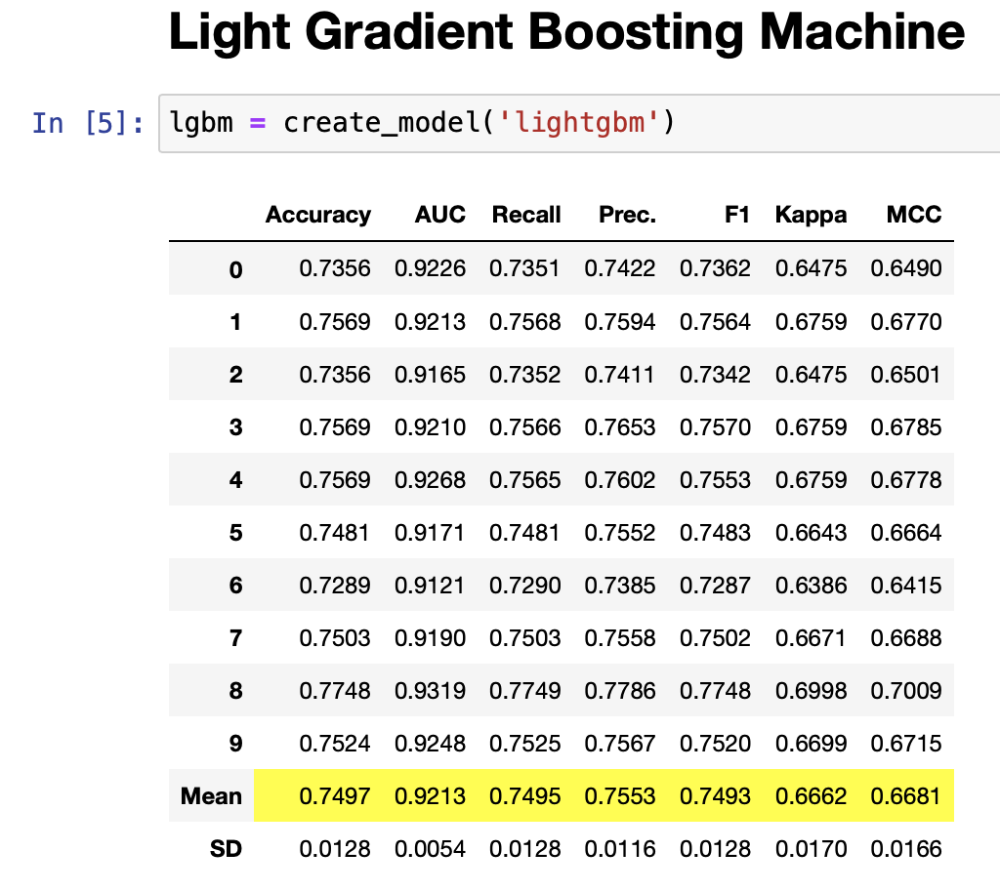 Light Gradient Boosting Machine
In [5]: lgbm = create_model('lightgbm')
Accuracy AUC Recall Prec. F1 Kappa MCC
0 0.7356 0.9226 0.7351 0.7422 0.7362 0.6475 0.6490
1 0.7569 0.9213 0.7568 0.7594 0.7564 0.6759 0.6770
2 0.7356 0.9165 0.7352 0.7411 0.7342 0.6475 0.6501
3 0.7569 0.9210 0.7566 0.7653 0.7570 0.6759 0.6785
4 0.7569 0.9268 0.7565 0.7602 0.7553 0.6759 0.6778
5 0.7481 0.9171 0.7481 0.7552 0.7483 0.6643 0.6664
6 0.7289 0.9121 0.7290 0.7385 0.7287 0.6386 0.6415
7 0.7503 0.9190 0.7503 0.7558 0.7502 0.6671 0.6688
8 0.7748 0.9319 0.7749 0.7786 0.7748 0.6998 0.7009
9 0.7524 0.9248 0.7525 0.7567 0.7520 0.6699 0.6715
Mean 0.7497 0.9213 0.7495 0.7553 0.7493 0.6662 0.6681
SD 0.0128 0.0054 0.0128 0.0116 0.0128 0.0170 0.0166